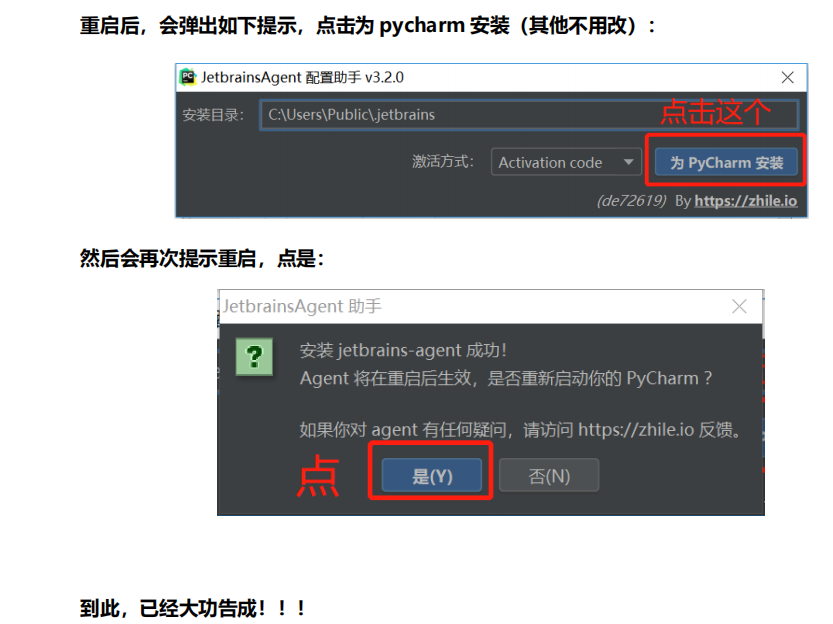 重启后，会弹出如下提示，点击为 pycharm 安装（其他不用改）：
JetbrainsAgent 配置助手 v3.2.0
安装目录： C:\Users\Public\.jetbrains
点击这个
激活方式： Activation code 为 PyCharm 安装
(de72619) By https://zhile.io
然后会再次提示重启，点是：
JetbrainsAgent 助手
安装 jetbrains-agent 成功！
Agent 将在重启后生效，是否重新启动你的 PyCharm？
如果你对 agent 有任何疑问，请访问 https://zhile.io 反馈。
点 是(Y) 否(N)
到此，已经大功告成！！！